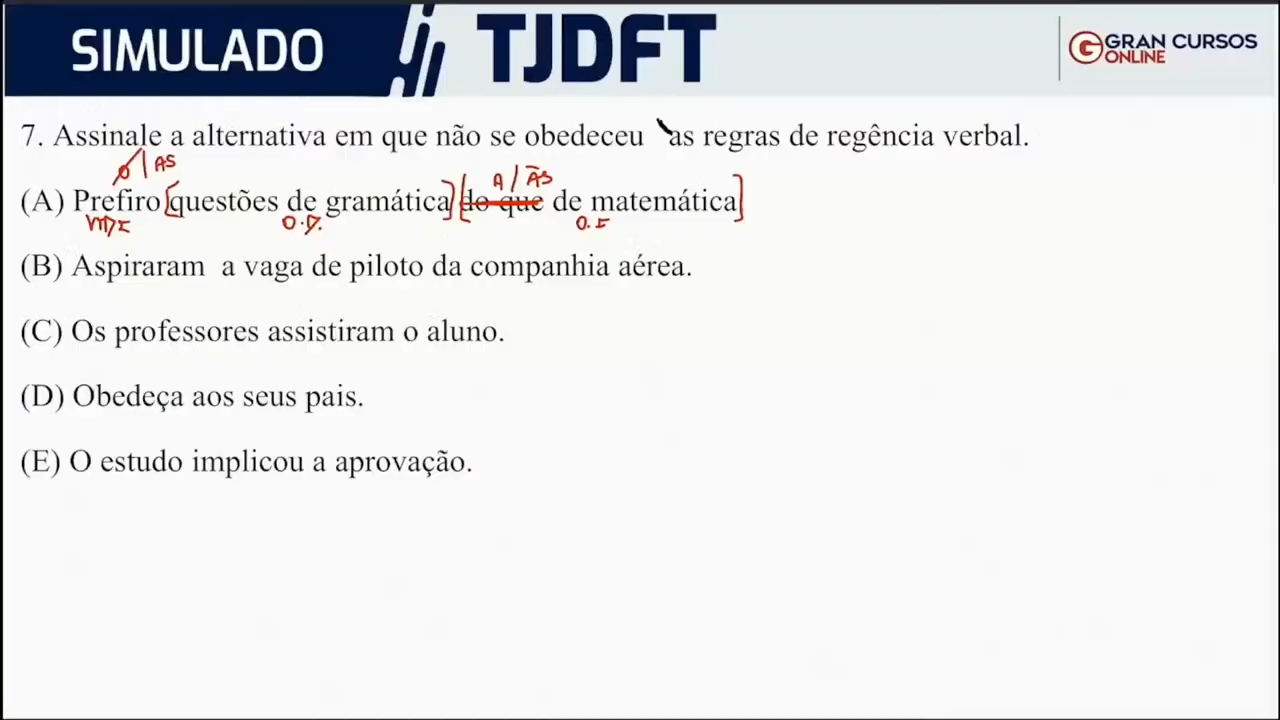 SIMULADO
TJDFT
GRAN CURSOS
ONLINE
7. Assinale a alternativa em que não se obedeceu `as regras de regência verbal.
Ø/AS
A/ÀS
(A) Prefiro [questões de gramática] [do que de matemática]
VTDI O.D. O.I
(B) Aspiraram a vaga de piloto da companhia aérea.
(C) Os professores assistiram o aluno.
(D) Obedeça aos seus pais.
(E) O estudo implicou a aprovação.